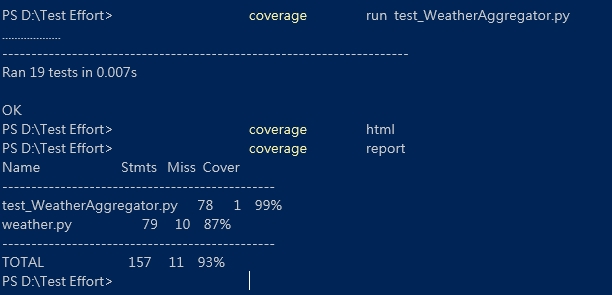 PS D:\Test Effort> coverage run test_WeatherAggregator.py
...................
----------------------------------------------------------------------
Ran 19 tests in 0.007s
OK
PS D:\Test Effort> coverage html
PS D:\Test Effort> coverage report
Name Stmts Miss Cover
-----------------------------------------------
test_WeatherAggregator.py 78 1 99%
weather.py 79 10 87%
-----------------------------------------------
TOTAL 157 11 93%
PS D:\Test Effort>